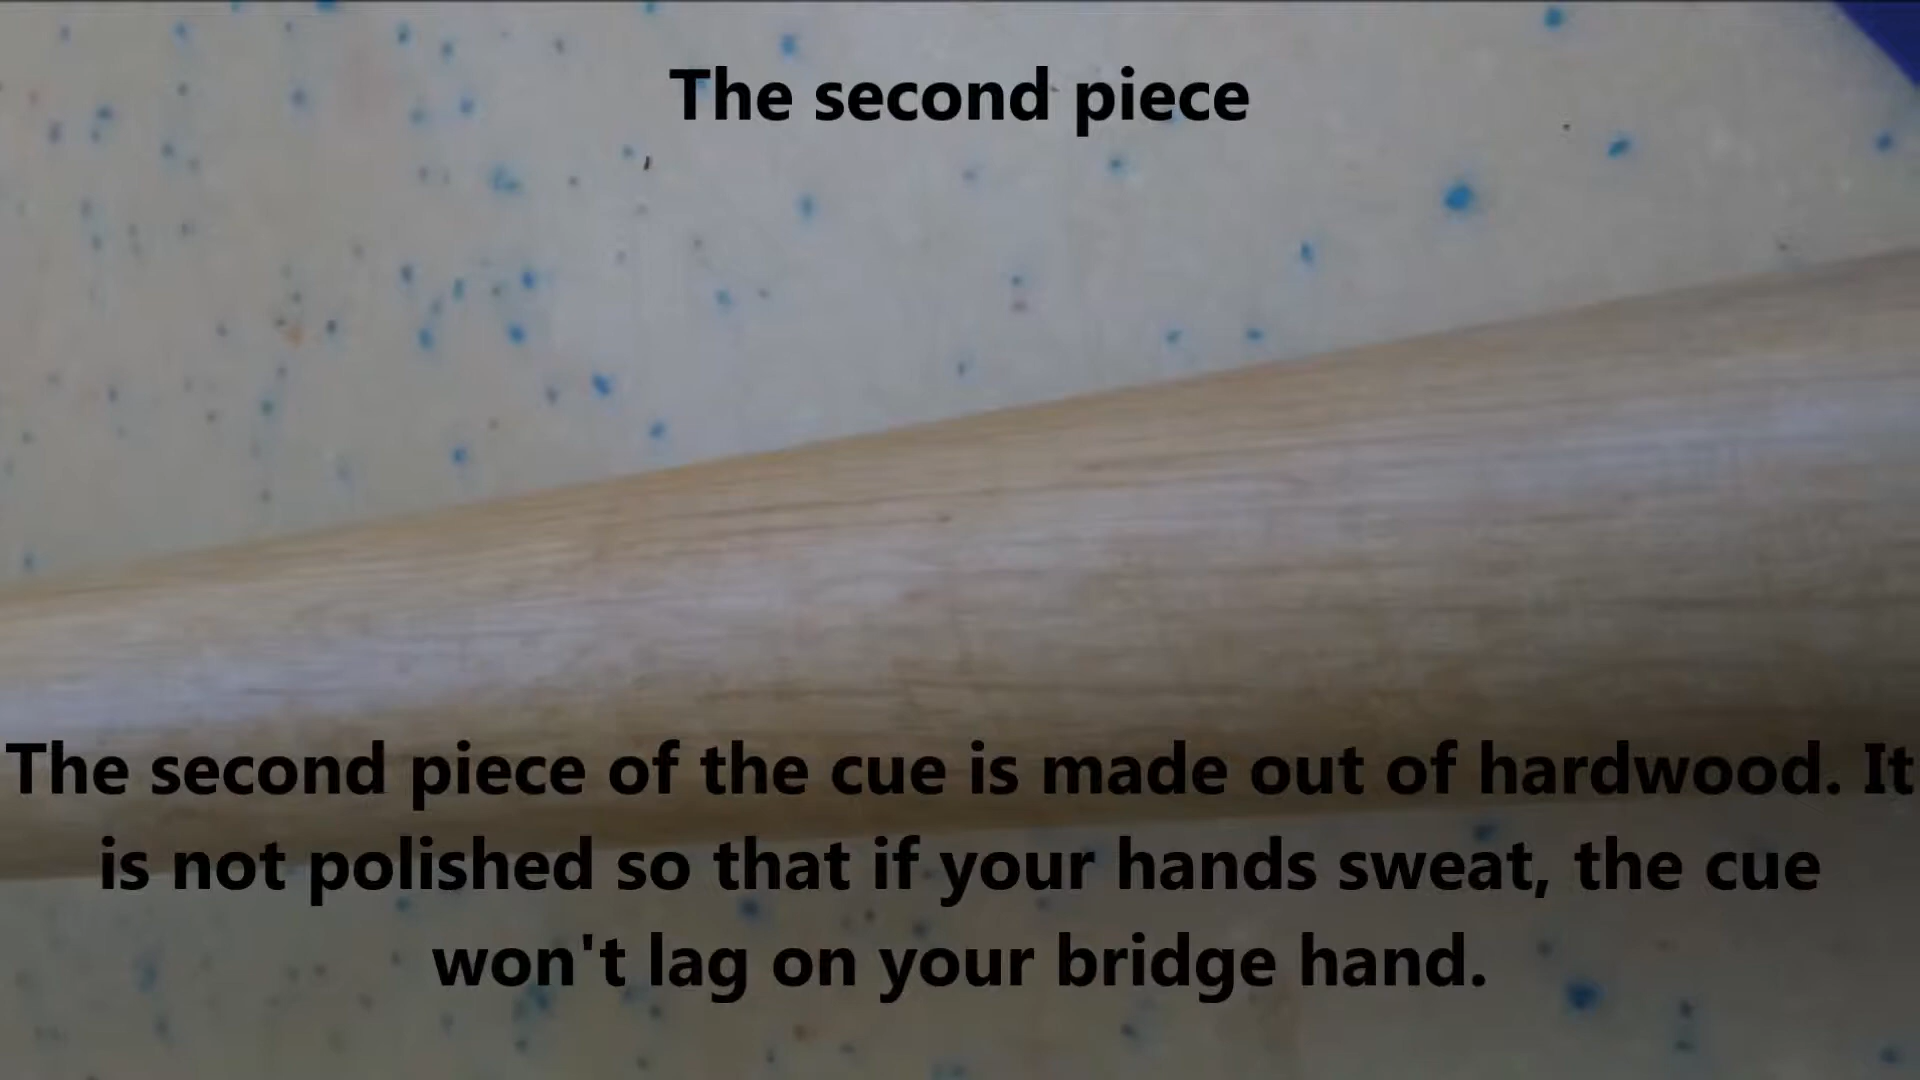 The second piece
The second piece of the cue is made out of hardwood. It
is not polished so that if your hands sweat, the cue
won't lag on your bridge hand.